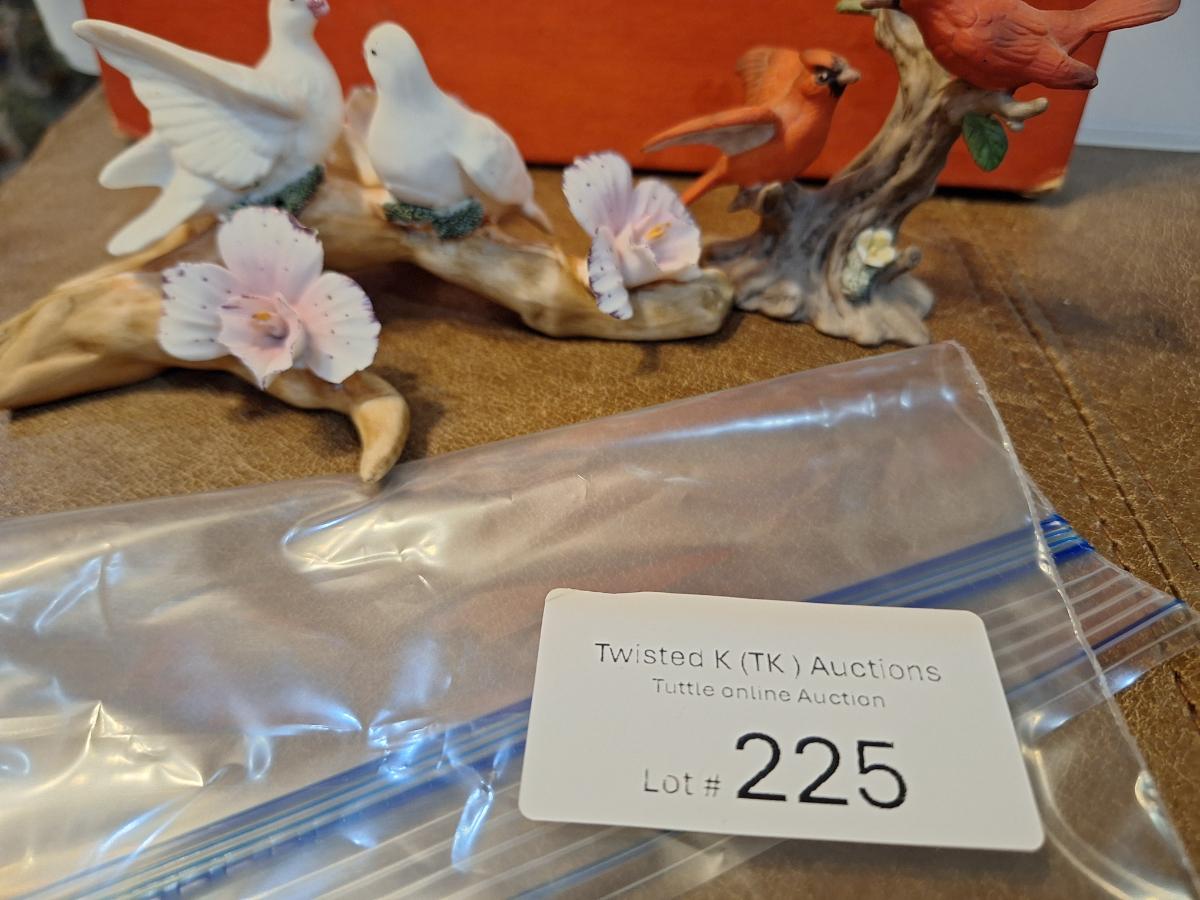 Twisted K (TK ) Auctions
Tuttle online Auction
Lot # 225